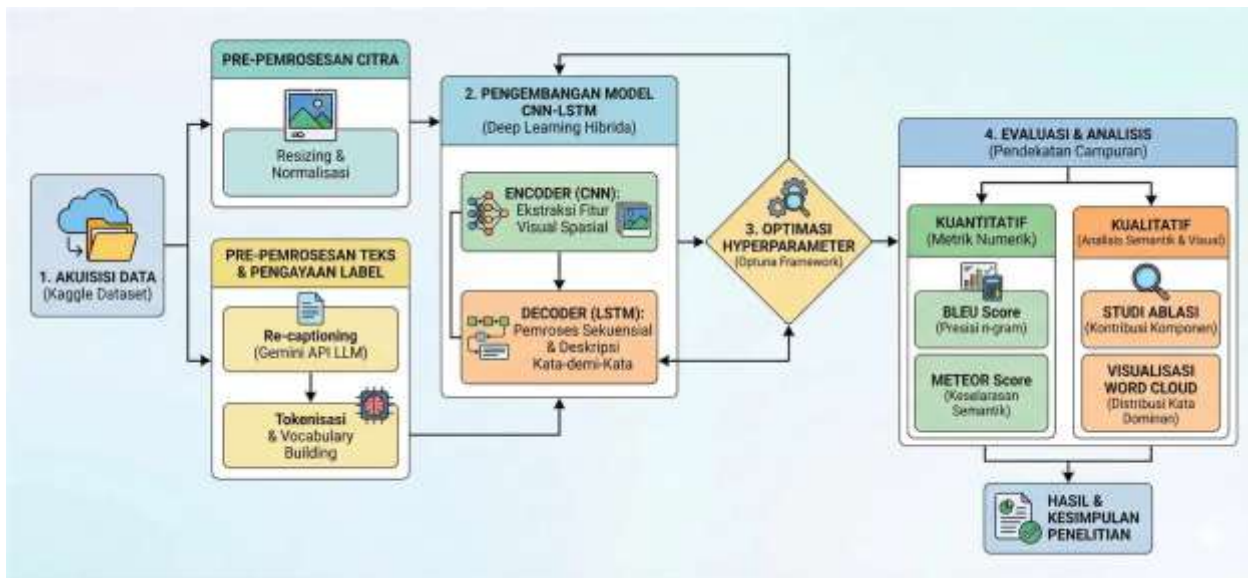 PRE-PEMROSESAN CITRA
Resizing &
Normalisasi
1. AKUISISI DATA
(Kaggle Dataset)
PRE-PEMROSESAN TEKS
& PENGAYAAN LABEL
Re-captioning
(Gemini API LLM)
Tokenisasi
& Vocabulary
Building
2. PENGEMBANGAN MODEL
CNN-LSTM
(Deep Learning Hibrida)
ENCODER (CNN):
Ekstraksi Fitur
Visual Spasial
DECODER (LSTM):
Pemroses Sekuensial
& Deskripsi
Kata-demi-Kata
3. OPTIMASI
HYPERPARAMETER
(Optuna Framework)
4. EVALUASI & ANALISIS
(Pendekatan Campuran)
KUANTITATIF
(Metrik Numerik)
BLEU Score
(Presisi n-gram)
METEOR Score
(Keselarasan
Semantik)
KUALITATIF
(Analisis Semantik & Visual)
STUDI ABLASI
(Kontribusi Komponen)
VISUALISASI
WORD CLOUD
(Distribusi Kata
Dominan)
HASIL &
KESIMPULAN
PENELITIAN